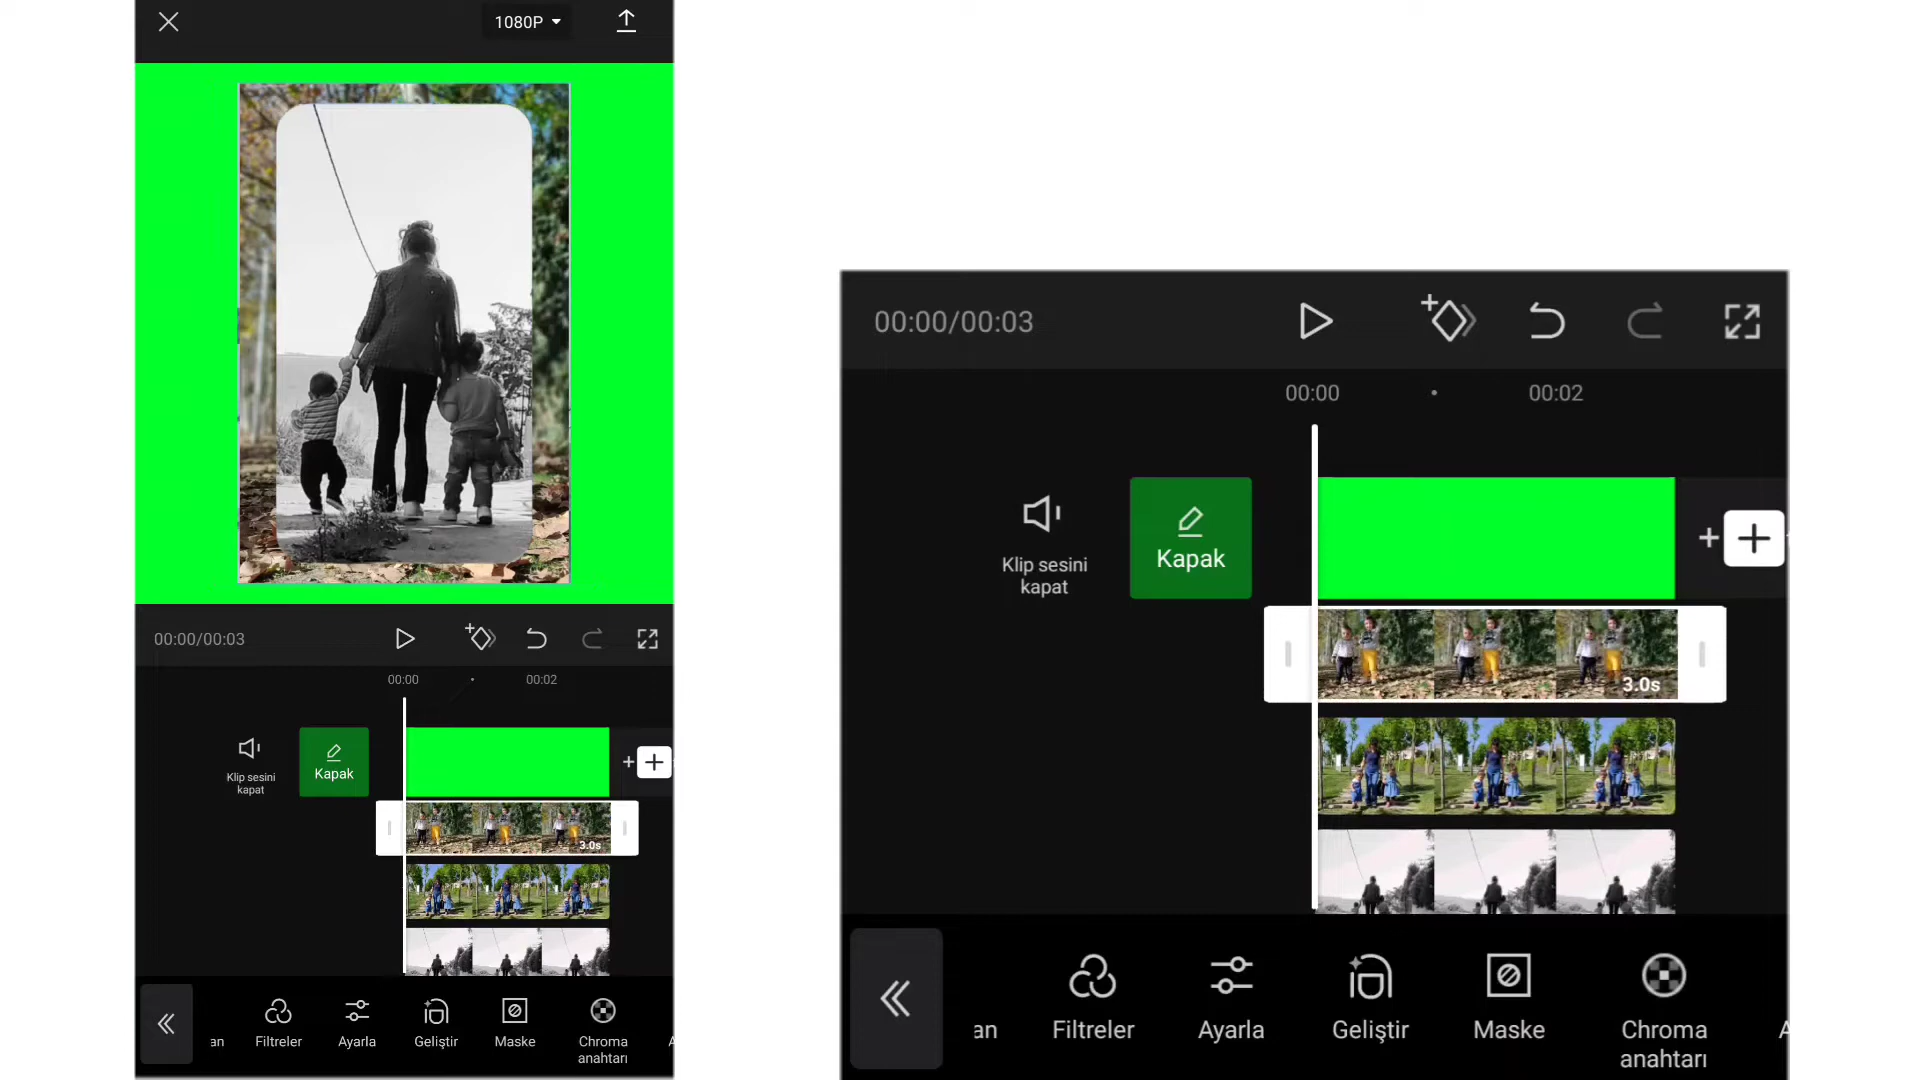 1080P
00:00/00:03
00:00
00:02
Klip sesini
kapat
Kapak
3.0s
an
Filtreler
Ayarla
Geliştir
Maske
Chroma
anahtarı
A
00:00/00:03
00:00
00:02
Klip sesini
kapat
Kapak
3.0s
an
Filtreler
Ayarla
Geliştir
Maske
Chroma
anahtarı
A